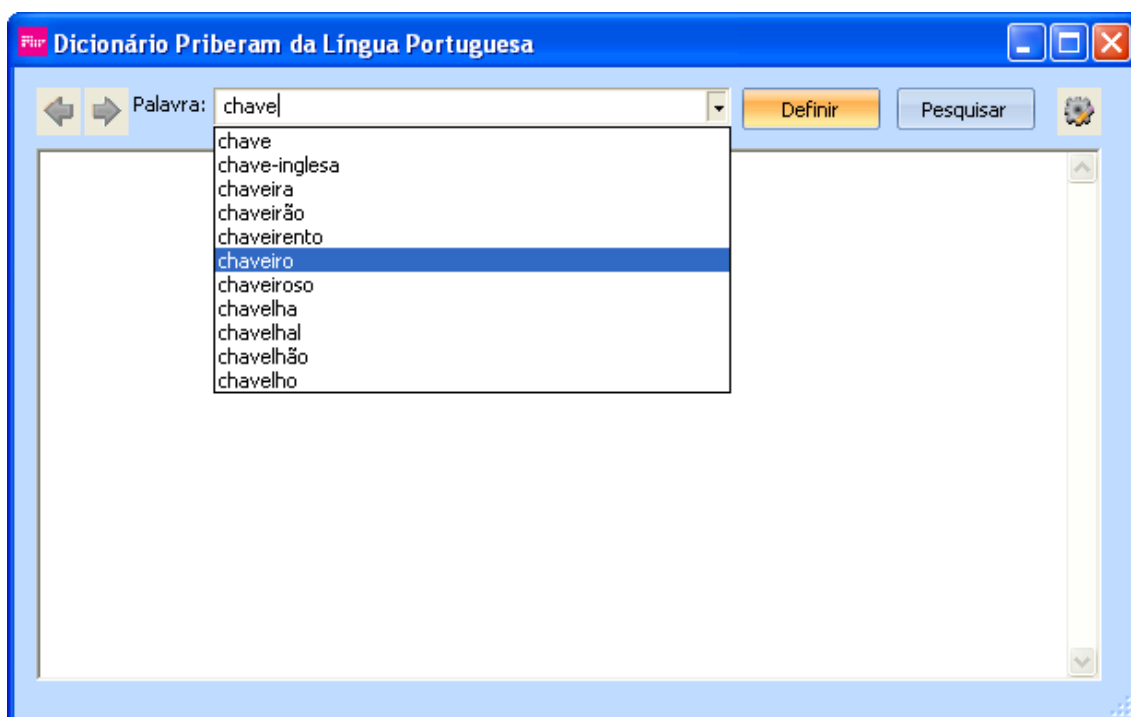 Dicionário Priberam da Língua Portuguesa
Palavra: chave Definir Pesquisar
chave
chave-inglesa
chaveira
chaveirão
chaveirento
chaveiro
chaveiroso
chavelha
chavelhal
chavelhão
chavelho